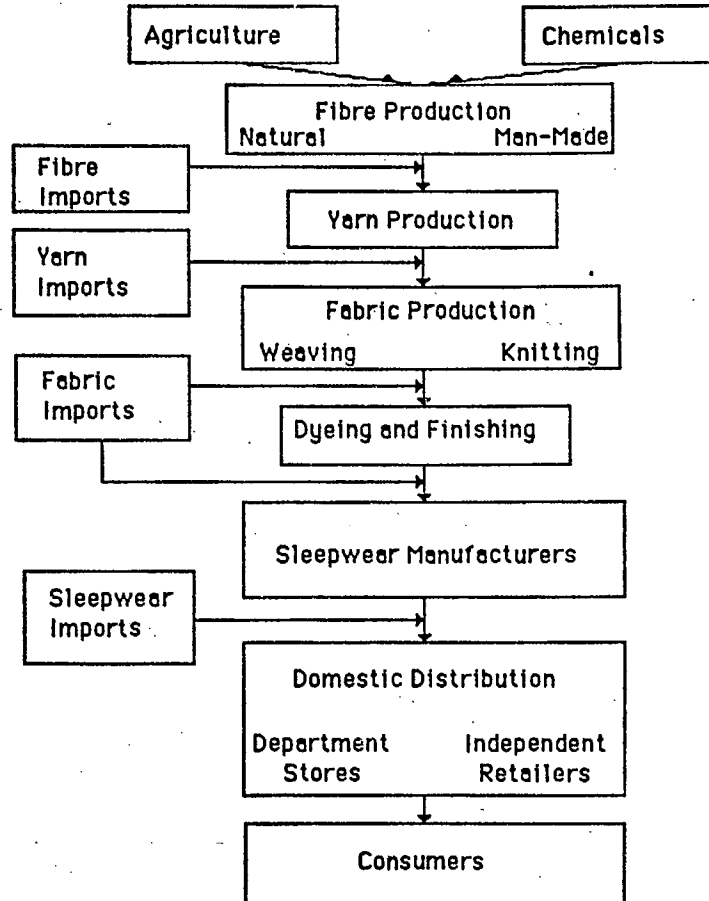 Agriculture
Chemicals
Fibre Production
Natural Man-Made
Fibre
Imports
Yarn Production
Yarn
Imports
Fabric Production
Weaving Knitting
Fabric
Imports
Dyeing and Finishing
Sleepwear Manufacturers
Sleepwear
Imports
Domestic Distribution
Department Independent
Stores Retailers
Consumers